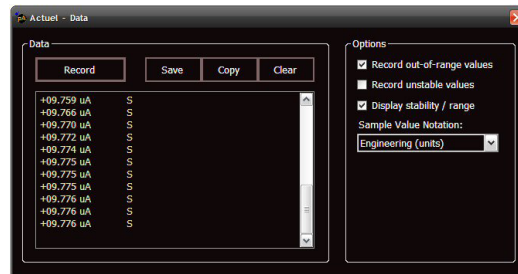 pA Actuel - Data
Data
Record Save Copy Clear
+09.759 uA S
+09.766 uA S
+09.770 uA S
+09.772 uA S
+09.774 uA S
+09.775 uA S
+09.775 uA S
+09.775 uA S
+09.776 uA S
+09.776 uA S
+09.776 uA S
Options
Record out-of-range values
Record unstable values
Display stability / range
Sample Value Notation:
Engineering (units)